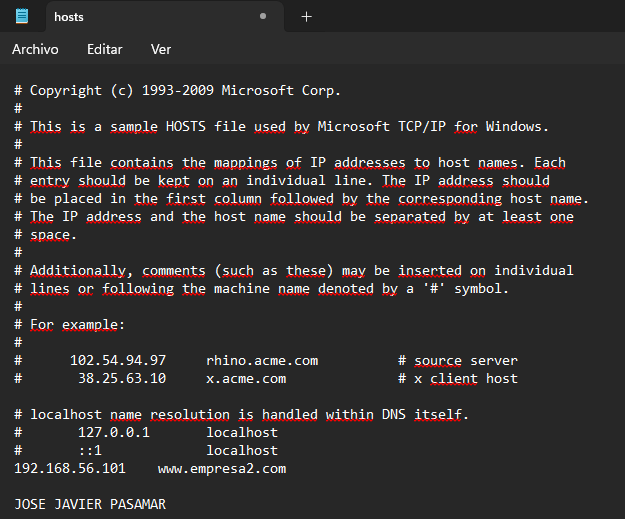 hosts
Archivo Editar Ver
# Copyright (c) 1993-2009 Microsoft Corp.
#
# This is a sample HOSTS file used by Microsoft TCP/IP for Windows.
#
# This file contains the mappings of IP addresses to host names. Each
# entry should be kept on an individual line. The IP address should
# be placed in the first column followed by the corresponding host name.
# The IP address and the host name should be separated by at least one
# space.
#
# Additionally, comments (such as these) may be inserted on individual
# lines or following the machine name denoted by a '#' symbol.
#
# For example:
#
#      102.54.94.97     rhino.acme.com          # source server
#       38.25.63.10     x.acme.com              # x client host
# localhost name resolution is handled within DNS itself.
#       127.0.0.1       localhost
#       ::1             localhost
192.168.56.101    www.empresa2.com
JOSE JAVIER PASAMAR